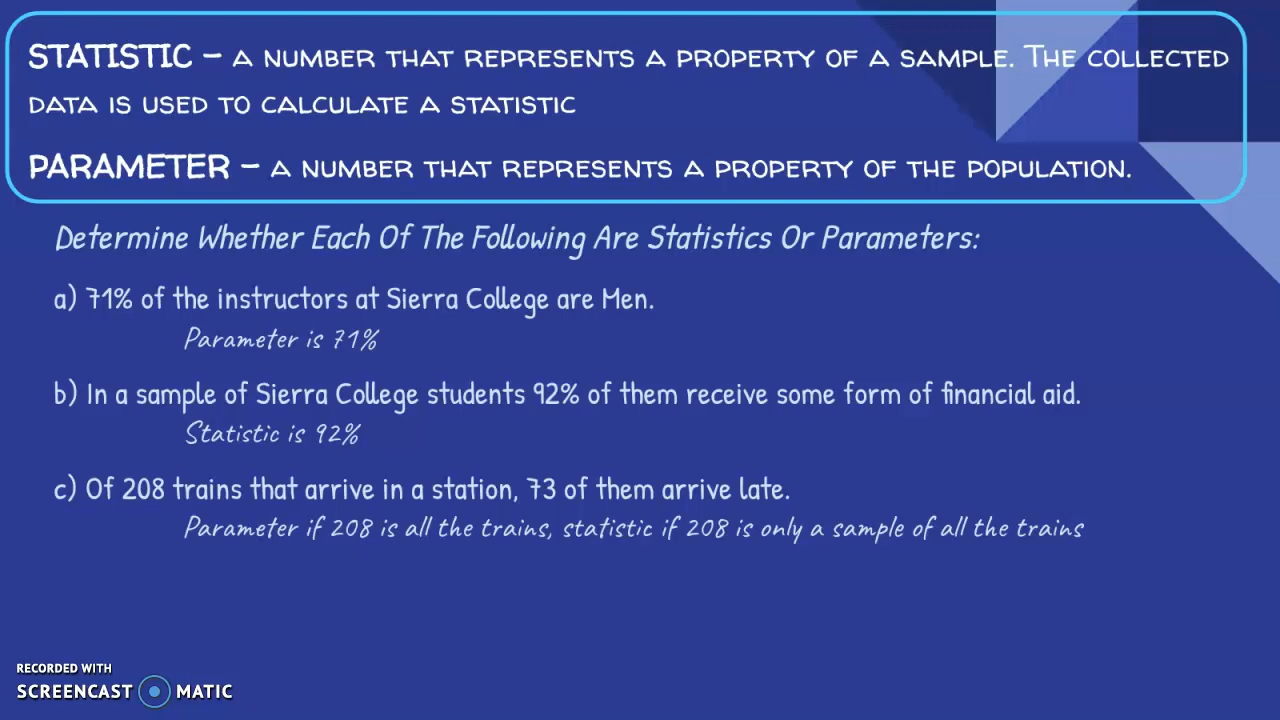 STATISTIC – A NUMBER THAT REPRESENTS A PROPERTY OF A SAMPLE. THE COLLECTED
DATA IS USED TO CALCULATE A STATISTIC
PARAMETER – A NUMBER THAT REPRESENTS A PROPERTY OF THE POPULATION.
Determine Whether Each Of The Following Are Statistics Or Parameters:
a) 71% of the instructors at Sierra College are Men.
Parameter is 71%
b) In a sample of Sierra College students 92% of them receive some form of financial aid.
Statistic is 92%
c) Of 208 trains that arrive in a station, 73 of them arrive late.
Parameter if 208 is all the trains, statistic if 208 is only a sample of all the trains
RECORDED WITH
SCREENCAST MATIC